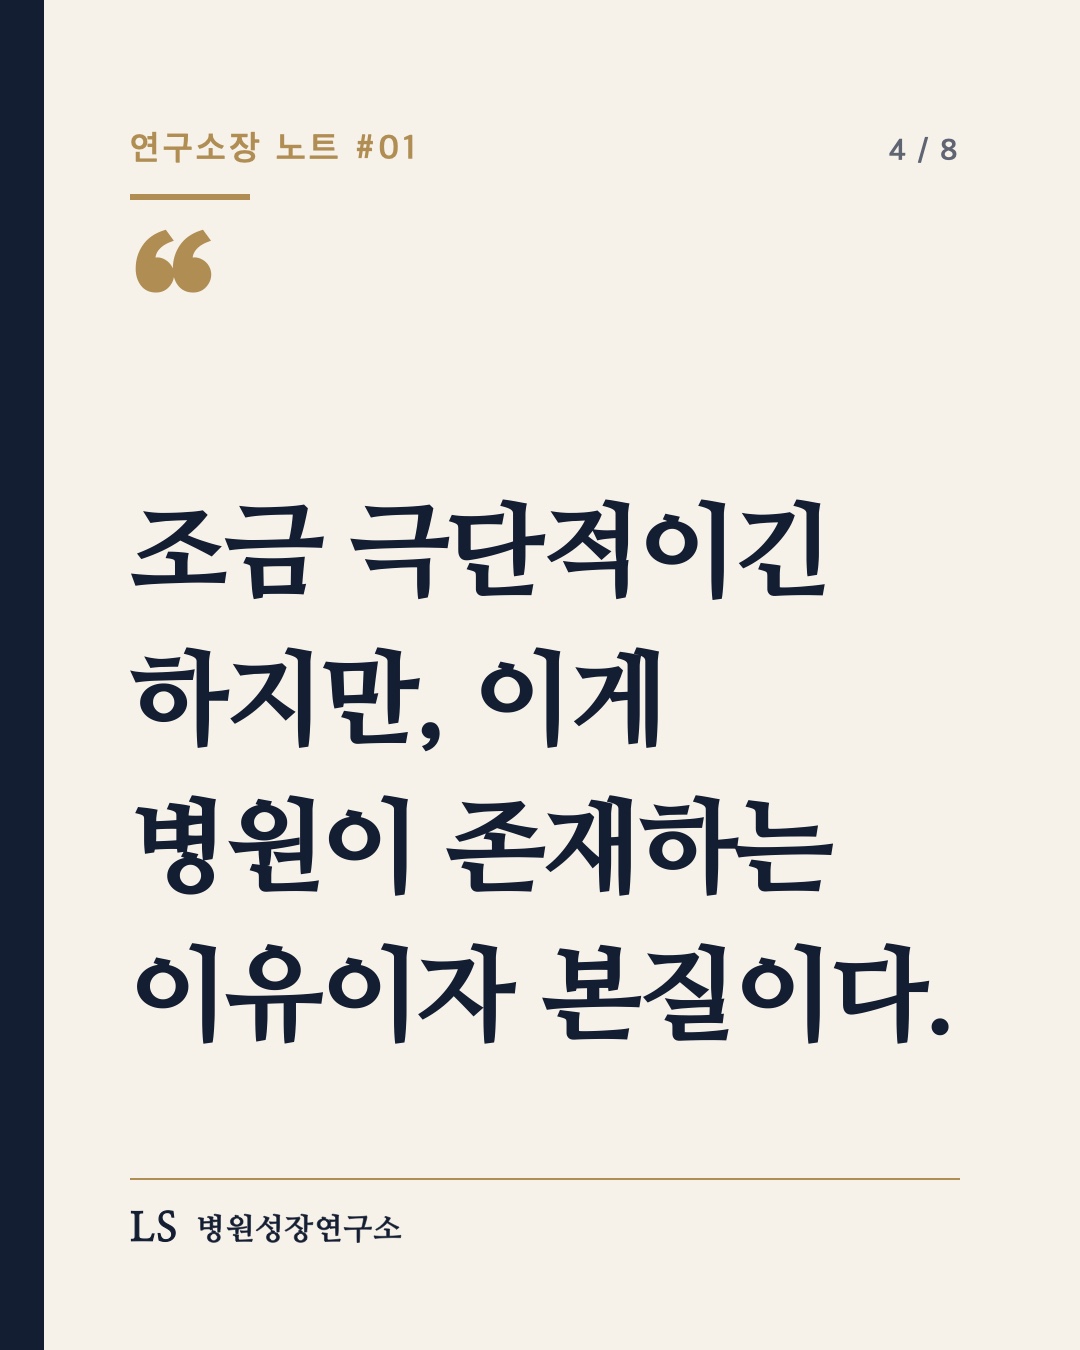 연구소장 노트 #01
4 / 8
“
조금 극단적이긴
하지만, 이게
병원이 존재하는
이유이자 본질이다.
LS 병원성장연구소